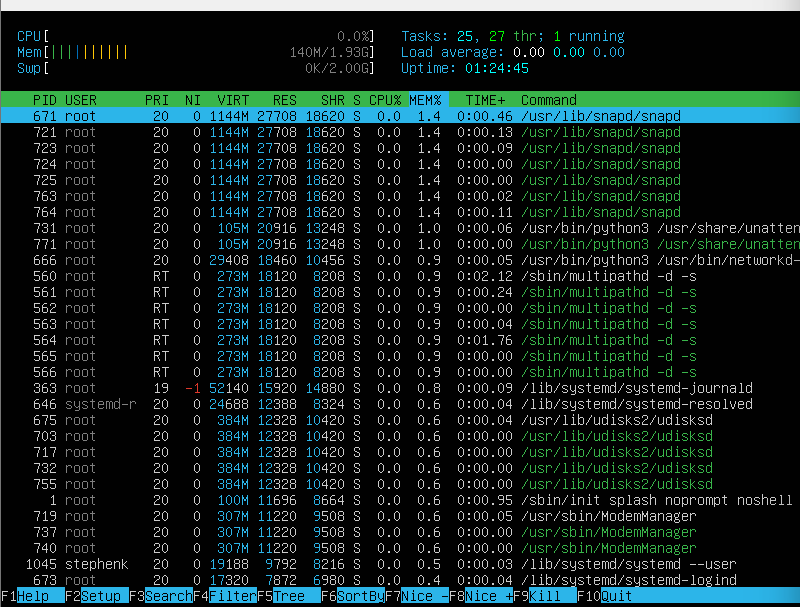 CPU[ 0.0%] Tasks: 25, 27 thr; 1 running
Mem[|||||||||| 140M/1.93G] Load average: 0.00 0.00 0.00
Swp[ 0K/2.00G] Uptime: 01:24:45
PID USER PRI NI VIRT RES SHR S CPU% MEM% TIME+ Command
671 root 20 0 1144M 27708 18620 S 0.0 1.4 0:00.46 /usr/lib/snapd/snapd
721 root 20 0 1144M 27708 18620 S 0.0 1.4 0:00.13 /usr/lib/snapd/snapd
723 root 20 0 1144M 27708 18620 S 0.0 1.4 0:00.09 /usr/lib/snapd/snapd
724 root 20 0 1144M 27708 18620 S 0.0 1.4 0:00.00 /usr/lib/snapd/snapd
725 root 20 0 1144M 27708 18620 S 0.0 1.4 0:00.00 /usr/lib/snapd/snapd
763 root 20 0 1144M 27708 18620 S 0.0 1.4 0:00.02 /usr/lib/snapd/snapd
764 root 20 0 1144M 27708 18620 S 0.0 1.4 0:00.11 /usr/lib/snapd/snapd
731 root 20 0 105M 20916 13248 S 0.0 1.0 0:00.06 /usr/bin/python3 /usr/share/unatten
771 root 20 0 105M 20916 13248 S 0.0 1.0 0:00.00 /usr/bin/python3 /usr/share/unatten
666 root 20 0 29408 18460 10456 S 0.0 0.9 0:00.05 /usr/bin/python3 /usr/bin/networkd-
560 root RT 0 273M 18120 8208 S 0.0 0.9 0:02.12 /sbin/multipathd -d -s
561 root RT 0 273M 18120 8208 S 0.0 0.9 0:00.24 /sbin/multipathd -d -s
562 root RT 0 273M 18120 8208 S 0.0 0.9 0:00.00 /sbin/multipathd -d -s
563 root RT 0 273M 18120 8208 S 0.0 0.9 0:00.04 /sbin/multipathd -d -s
564 root RT 0 273M 18120 8208 S 0.0 0.9 0:01.76 /sbin/multipathd -d -s
565 root RT 0 273M 18120 8208 S 0.0 0.9 0:00.00 /sbin/multipathd -d -s
566 root RT 0 273M 18120 8208 S 0.0 0.9 0:00.00 /sbin/multipathd -d -s
363 root 19 -1 52140 15920 14880 S 0.0 0.8 0:00.09 /lib/systemd/systemd-journald
646 systemd-r 20 0 24688 12388 8324 S 0.0 0.6 0:00.04 /lib/systemd/systemd-resolved
675 root 20 0 384M 12328 10420 S 0.0 0.6 0:00.04 /usr/lib/udisks2/udisksd
703 root 20 0 384M 12328 10420 S 0.0 0.6 0:00.00 /usr/lib/udisks2/udisksd
717 root 20 0 384M 12328 10420 S 0.0 0.6 0:00.00 /usr/lib/udisks2/udisksd
732 root 20 0 384M 12328 10420 S 0.0 0.6 0:00.00 /usr/lib/udisks2/udisksd
755 root 20 0 384M 12328 10420 S 0.0 0.6 0:00.00 /usr/lib/udisks2/udisksd
1 root 20 0 100M 11696 8664 S 0.0 0.6 0:00.95 /sbin/init splash noprompt noshell
719 root 20 0 307M 11220 9508 S 0.0 0.6 0:00.05 /usr/sbin/ModemManager
737 root 20 0 307M 11220 9508 S 0.0 0.6 0:00.00 /usr/sbin/ModemManager
740 root 20 0 307M 11220 9508 S 0.0 0.6 0:00.00 /usr/sbin/ModemManager
1045 stephenk 20 0 19188 9792 8216 S 0.0 0.5 0:00.03 /lib/systemd/systemd --user
673 root 20 0 17320 7872 6980 S 0.0 0.4 0:00.04 /lib/systemd/systemd-logind
F1Help F2Setup F3SearchF4FilterF5Tree F6SortByF7Nice -F8Nice +F9Kill F10Quit